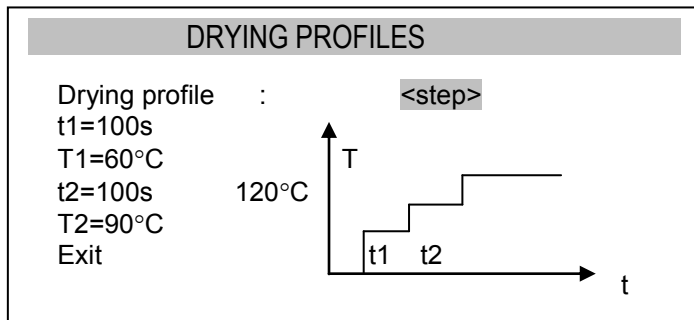 DRYING PROFILES
Drying profile : <step>
t1=100s
T1=60°C
T
t2=100s 120°C
T2=90°C
Exit
t1 t2
t